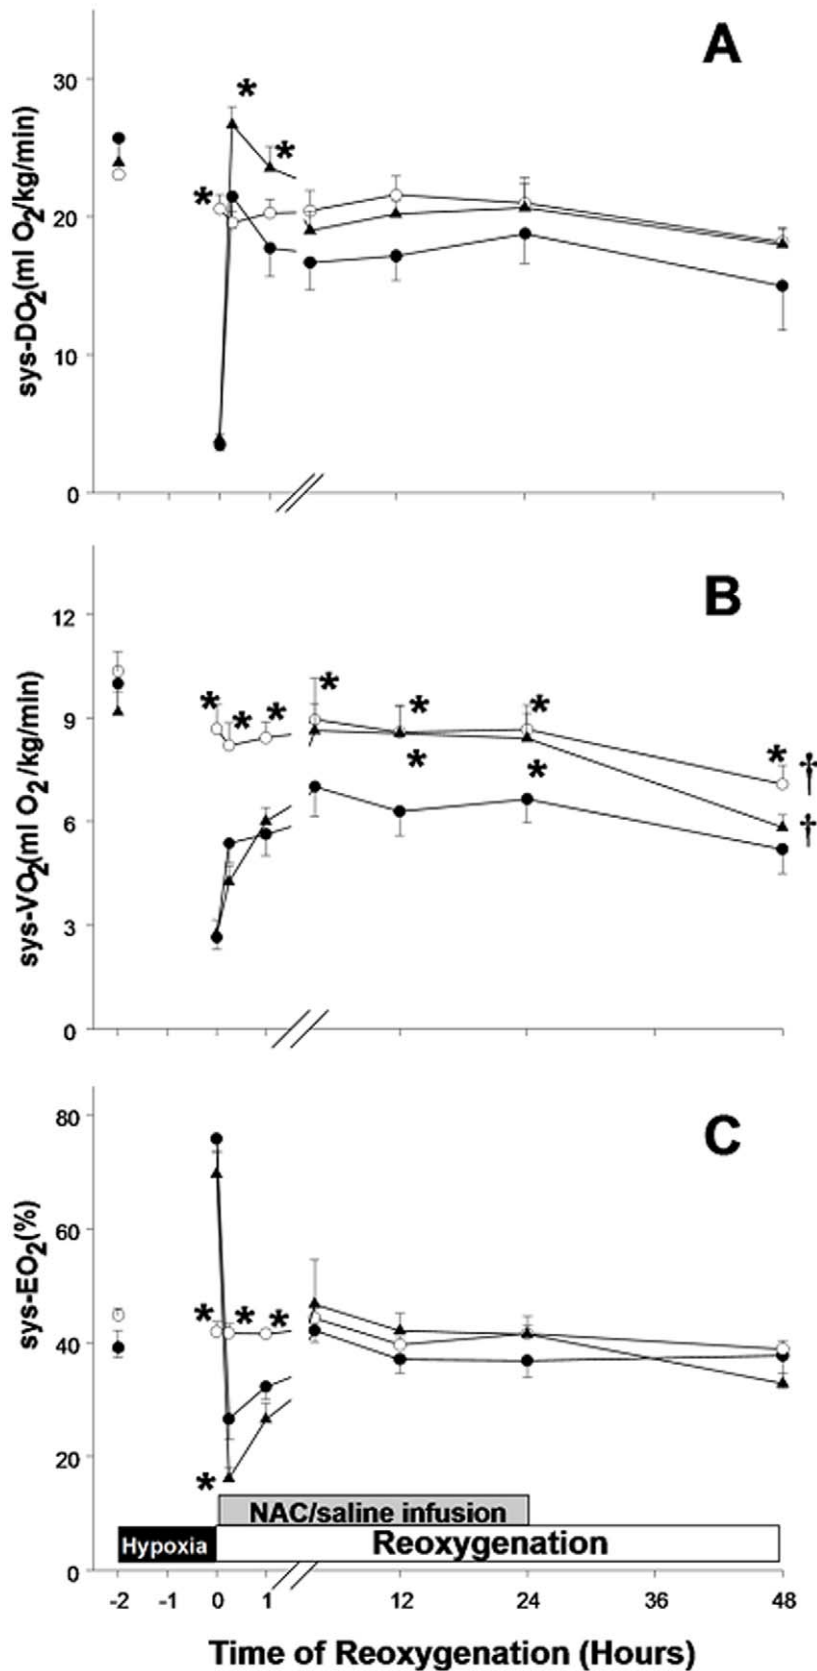 A
sys-DO2(ml O2/kg/min)
30
*
*
*
20
10
0
B
sys-VO2(ml O2/kg/min)
12
* * * * * * *
9
* *
†
†
6
3
0
C
sys-EO2(%)
80
60
* * *
40
20
*
NAC/saline infusion
Hypoxia Reoxygenation
0
-2 -1 0 1 12 24 36 48
Time of Reoxygenation (Hours)